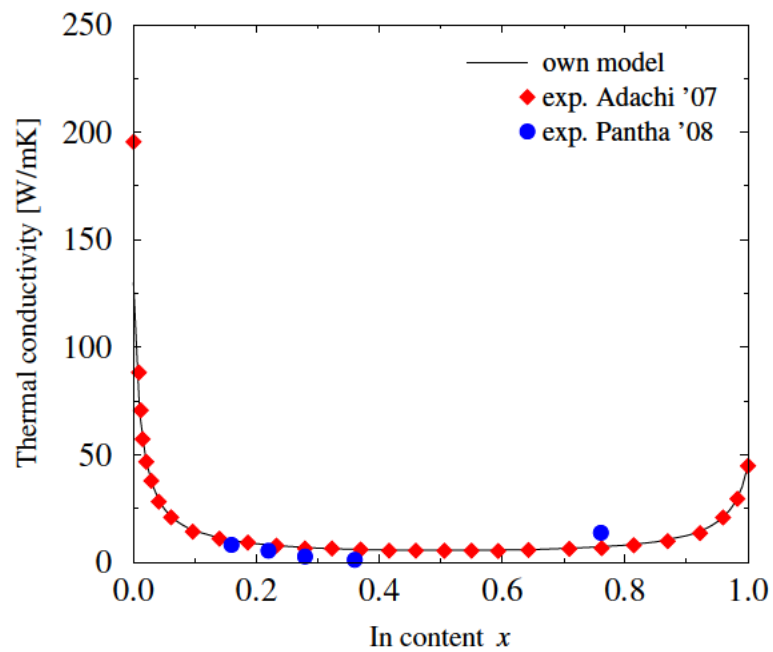 250
200
150
100
50
0
Thermal conductivity [W/mK]
own model
exp. Adachi ’07
exp. Pantha ’08
0.0 0.2 0.4 0.6 0.8 1.0
In content x